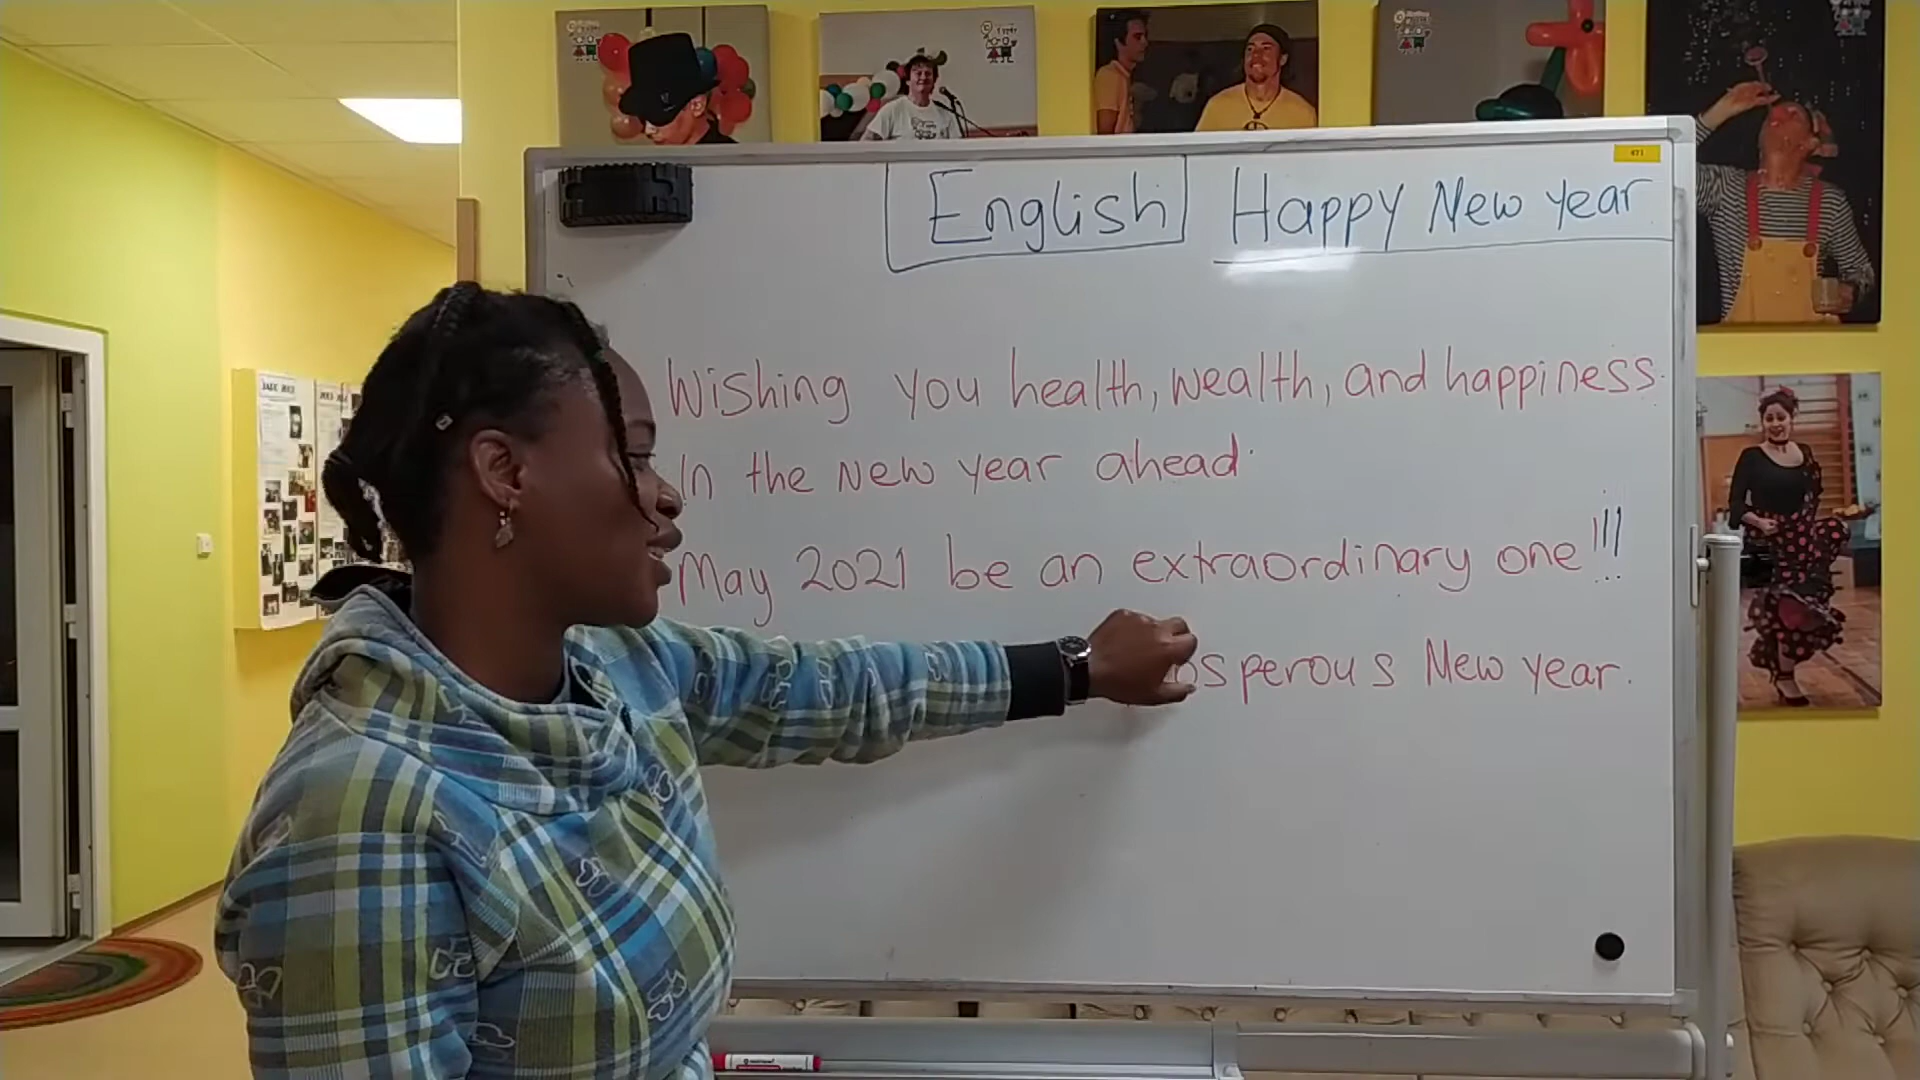 English Happy New Year
Wishing you health, wealth, and happiness.
In the New Year ahead.
May 2021 be an extraordinary one!!!
osperous New Year.